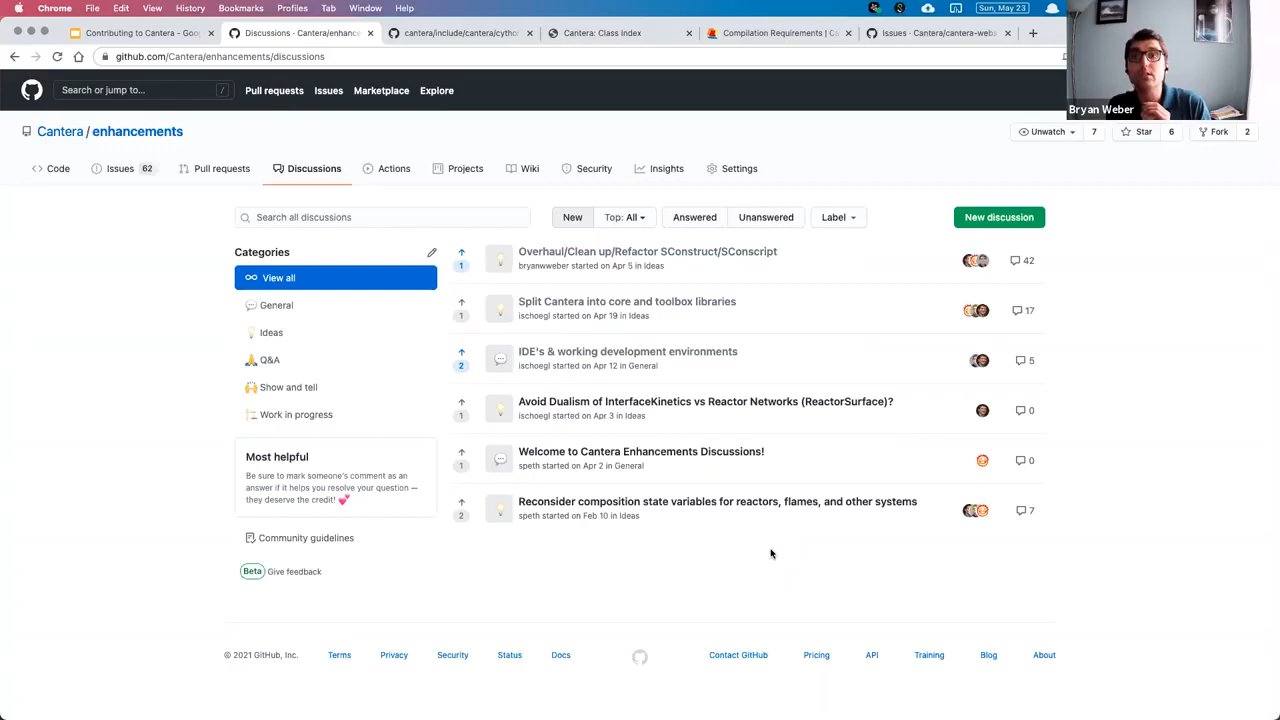 Chrome File Edit View History Bookmarks Profiles Tab Window Help Sun, May 23
Contributing to Cantera - Goo Discussions · Cantera/enhance cantera/include/cantera/cytho Cantera: Class Index Compilation Requirements | Ca Issues · Cantera/cantera-webs
github.com/Cantera/enhancements/discussions
Search or jump to... / Pull requests Issues Marketplace Explore
Bryan Weber
Cantera / enhancements Unwatch 7 Star 6 Fork 2
Code Issues 62 Pull requests Discussions Actions Projects Wiki Security Insights Settings
Search all discussions New Top: All Answered Unanswered Label New discussion
Categories
View all
General
Ideas
Q&A
Show and tell
Work in progress
Most helpful
Be sure to mark someone's comment as an
answer if it helps you resolve your question —
they deserve the credit!
Community guidelines
Beta Give feedback
Overhaul/Clean up/Refactor SConstruct/SConscript
1 bryanwweber started on Apr 5 in Ideas 42
Split Cantera into core and toolbox libraries
1 ischoegl started on Apr 19 in Ideas 17
IDE's & working development environments
2 ischoegl started on Apr 12 in General 5
Avoid Dualism of InterfaceKinetics vs Reactor Networks (ReactorSurface)?
1 ischoegl started on Apr 3 in Ideas 0
Welcome to Cantera Enhancements Discussions!
1 speth started on Apr 2 in General 0
Reconsider composition state variables for reactors, flames, and other systems
2 speth started on Feb 10 in Ideas 7
© 2021 GitHub, Inc. Terms Privacy Security Status Docs Contact GitHub Pricing API Training Blog About